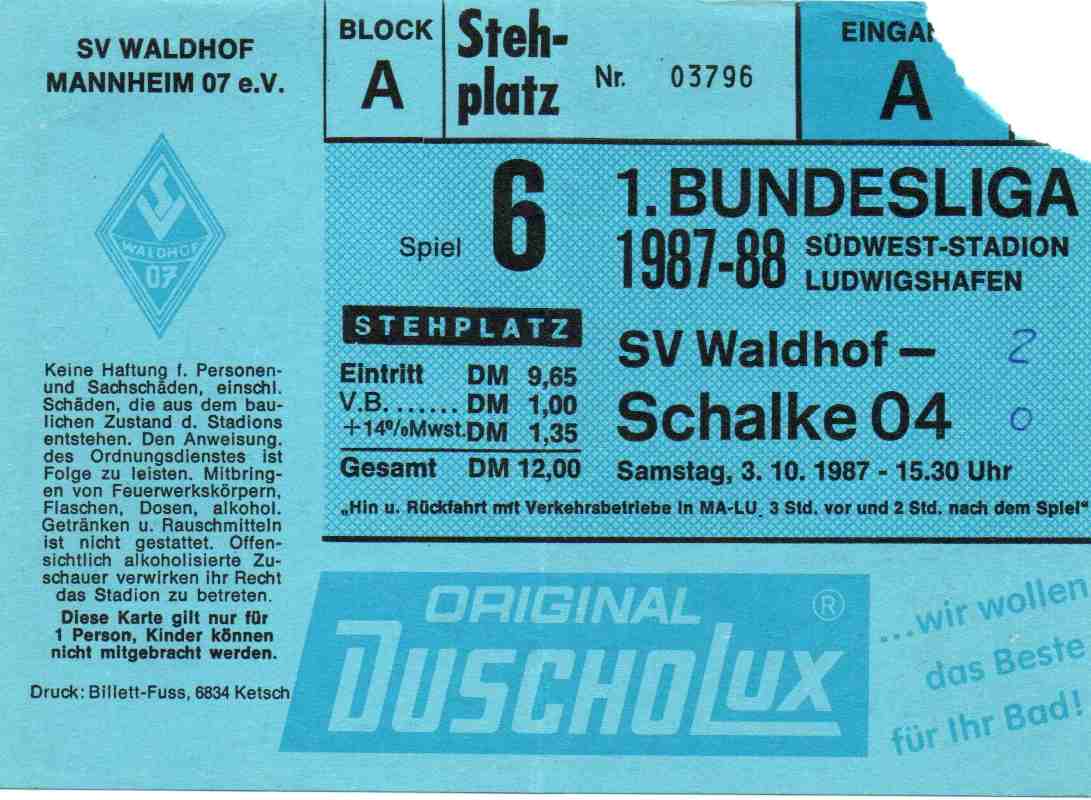 SV WALDHOF
MANNHEIM 07 e.V.
WALDHOF
07
Keine Haftung f. Personen-
und Sachschäden, einschl.
Schäden, die aus dem bau-
lichen Zustand d. Stadions
entstehen. Den Anweisung.
des Ordnungsdienstes ist
Folge zu leisten. Mitbring-
en von Feuerwerkskörpern,
Flaschen, Dosen, alkohol.
Getränken u. Rauschmitteln
ist nicht gestattet. Offen-
sichtlich alkoholisierte Zu-
schauer verwirken ihr Recht
das Stadion zu betreten.
Diese Karte gilt nur für
1 Person, Kinder können
nicht mitgebracht werden.
Druck: Billett-Fuss, 6834 Ketsch
BLOCK
A
Steh-
platz
Nr. 03796
EINGAN
A
Spiel 6
1. BUNDESLIGA
1987-88 SÜDWEST-STADION
LUDWIGSHAFEN
STEHPLATZ
Eintritt DM 9,65
V.B. ....... DM 1,00
+14%Mwst. DM 1,35
Gesamt DM 12,00
SV Waldhof – 2
Schalke 04 0
Samstag, 3. 10. 1987 - 15.30 Uhr
„Hin u. Rückfahrt mit Verkehrsbetriebe in MA-LU. 3 Std. vor und 2 Std. nach dem Spiel"
ORIGINAL ®
DUSCHOLUX
...wir wollen
das Beste
für Ihr Bad!